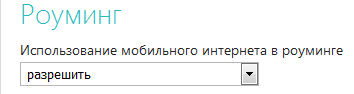 Роуминг
Использование мобильного интернета в роуминге
разрешить